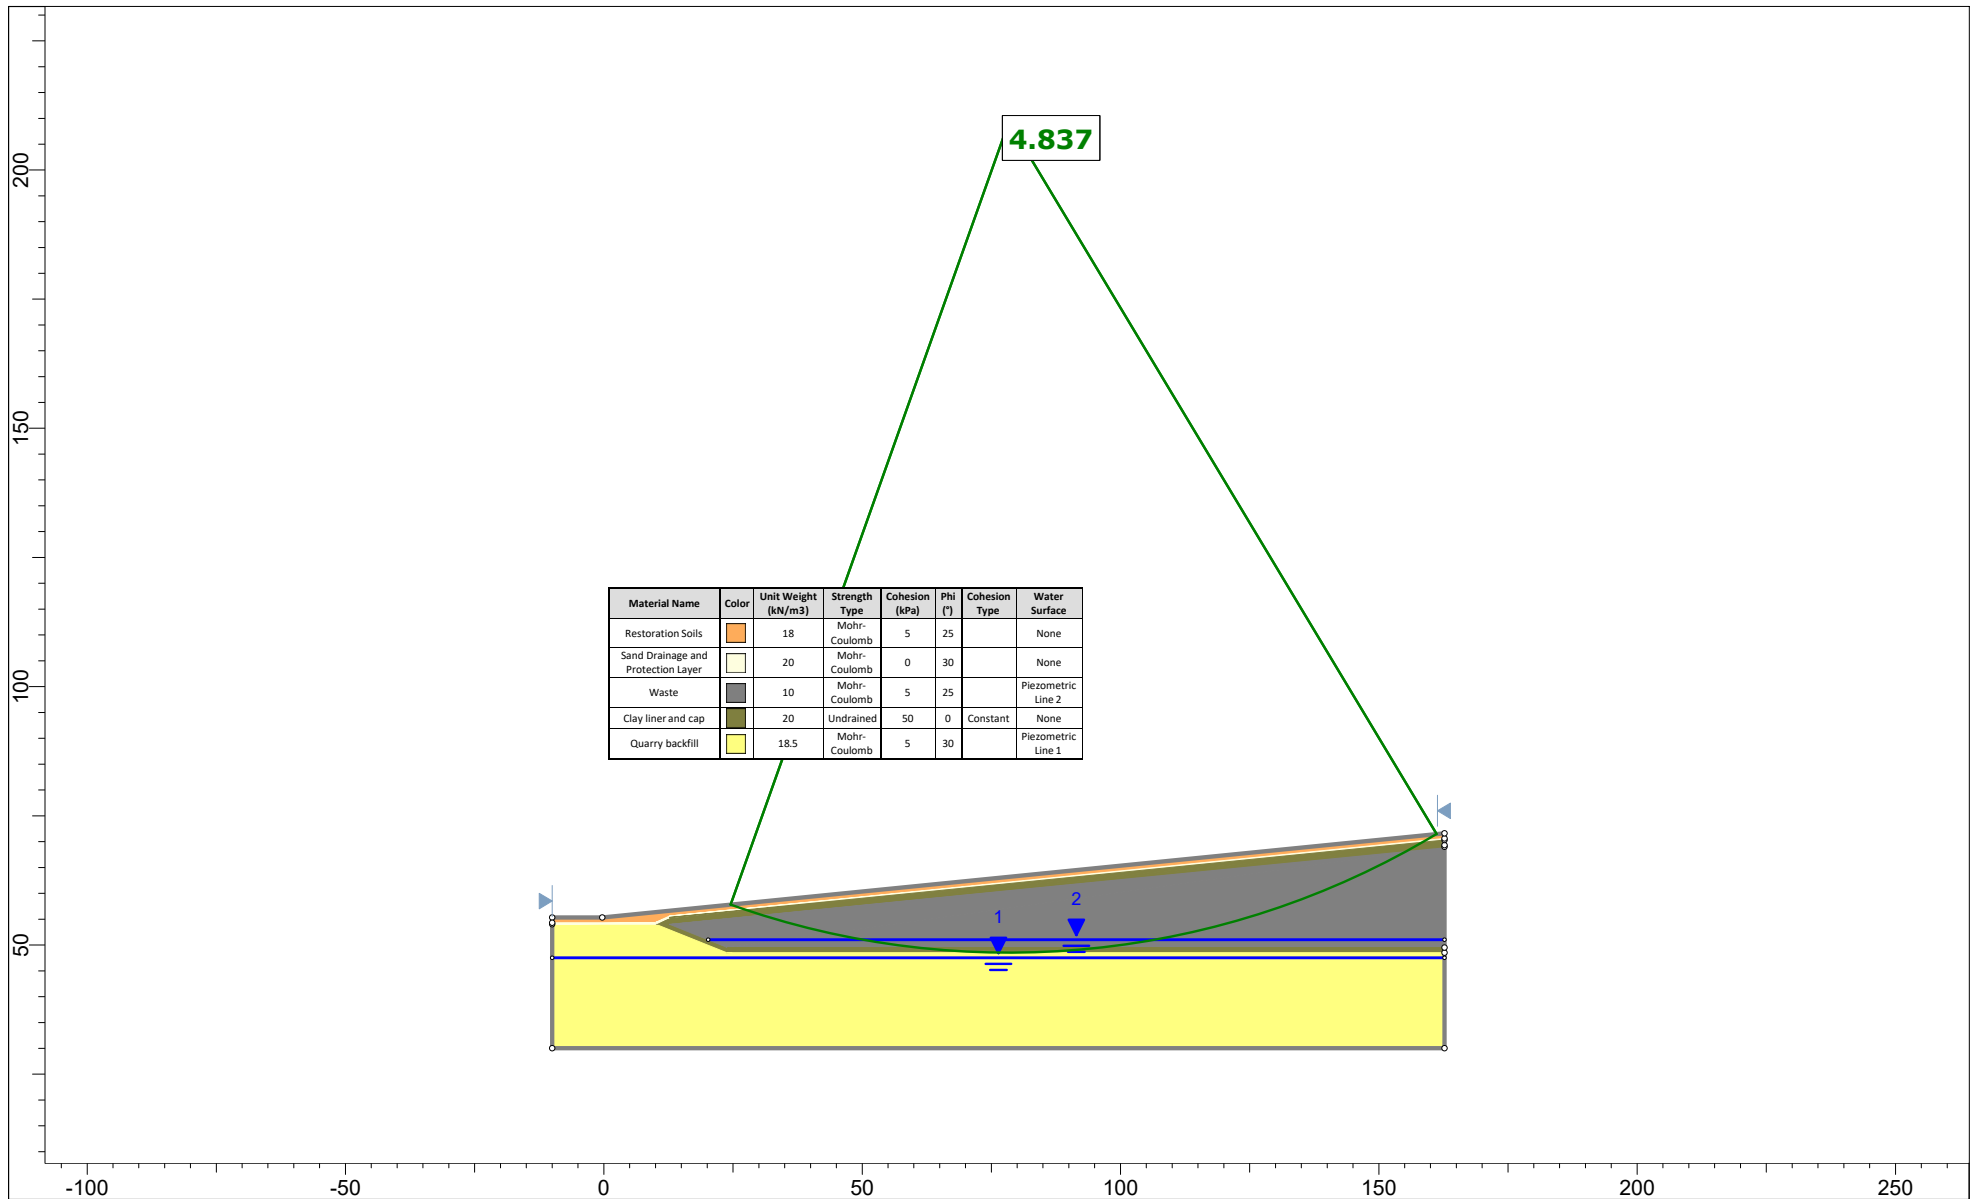 4.837
200
150
100
50
Material Name Color Unit Weight (kN/m3) Strength Type Cohesion (kPa) Phi (°) Cohesion Type Water Surface
Restoration Soils 18 Mohr-Coulomb 5 25 None
Sand Drainage and Protection Layer 20 Mohr-Coulomb 0 30 None
Waste 10 Mohr-Coulomb 5 25 Piezometric Line 2
Clay liner and cap 20 Undrained 50 0 Constant None
Quarry backfill 18.5 Mohr-Coulomb 5 30 Piezometric Line 1
2
1
-100 -50 0 50 100 150 200 250